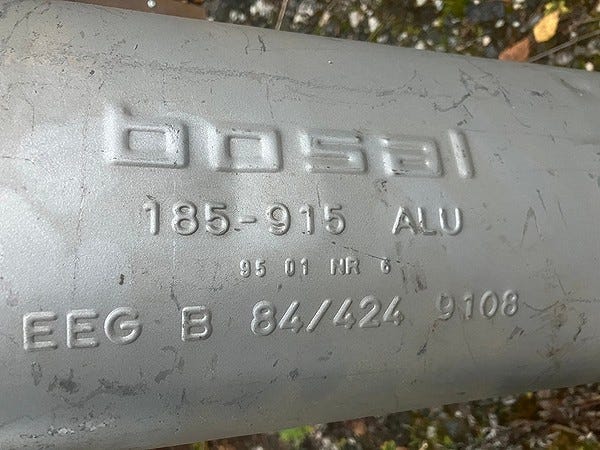 bosal
185-915 ALU
95 01 NR 6
EEG B 84/424 9108